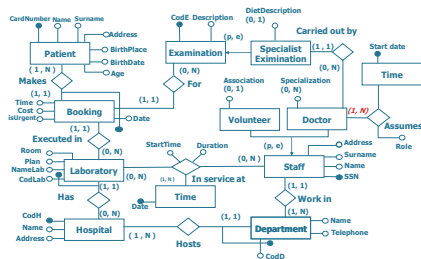 CardNumber Name Surname
Address
Patient
BirthPlace
BirthDate
Age
(1 , N)
Makes
CodE Description
(p, e)
Examination
(0, N)
For
DietDescription
(0, 1)
Specialist
Eximination
(1 , 1)
Carried out by
(0, N)
Start date
Time
Association
(0, 1)
Specialization
(0, N)
Volunteer
Doctor
(1, N)
Assumes
Role
(1, 1)
Time
Cost
isUrgent
Booking
(1, 1)
Date
(1, 1)
Executed in
(0, N)
Room
Plan
NameLab
CodLab
Laboratory
StartTime
Duration
(1, N)
In service at
Time
Date
(0, N)
(p, e)
Staff
Address
Surname
Name
SSN
Has
(1, 1)
(0, N)
(1, 1)
Work in
(1, N)
CodH
Name
Address
Hospital
(1 , N)
Hosts
(1, 1)
Department
Name
Telephone
CodD